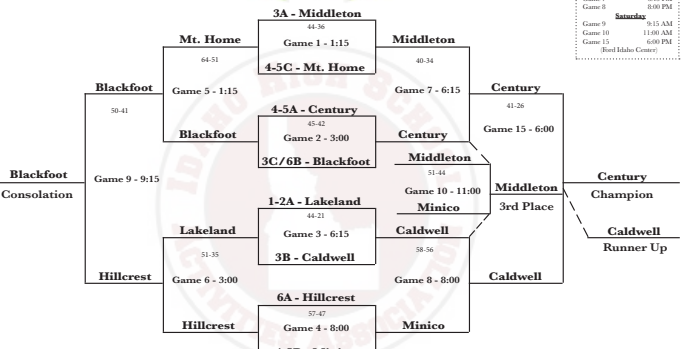 3A - Middleton
44-36
Game 1 - 1:15
4-5C - Mt. Home
Mt. Home
64-51
Game 5 - 1:15
Blackfoot
Blackfoot
50-41
Game 9 - 9:15
Blackfoot
Consolation
4-5A - Century
45-42
Game 2 - 3:00
3C/6B - Blackfoot
1-2A - Lakeland
44-21
Game 3 - 6:15
3B - Caldwell
Lakeland
51-35
Game 6 - 3:00
Hillcrest
Hillcrest
6A - Hillcrest
57-47
Game 4 - 8:00
Middleton
40-34
Game 7 - 6:15
Century
Century
41-26
Game 15 - 6:00
Middleton
51-44
Game 10 - 11:00
Minico
Middleton
3rd Place
Caldwell
58-56
Game 8 - 8:00
Minico
Caldwell
Century
Champion
Caldwell
Runner Up
Game 8 8:00 PM
Saturday
Game 9 9:15 AM
Game 10 11:00 AM
Game 15 6:00 PM
(Ford Idaho Center)
IDAHO HIGH SCHOOL
ACTIVITIES ASSOCIATION